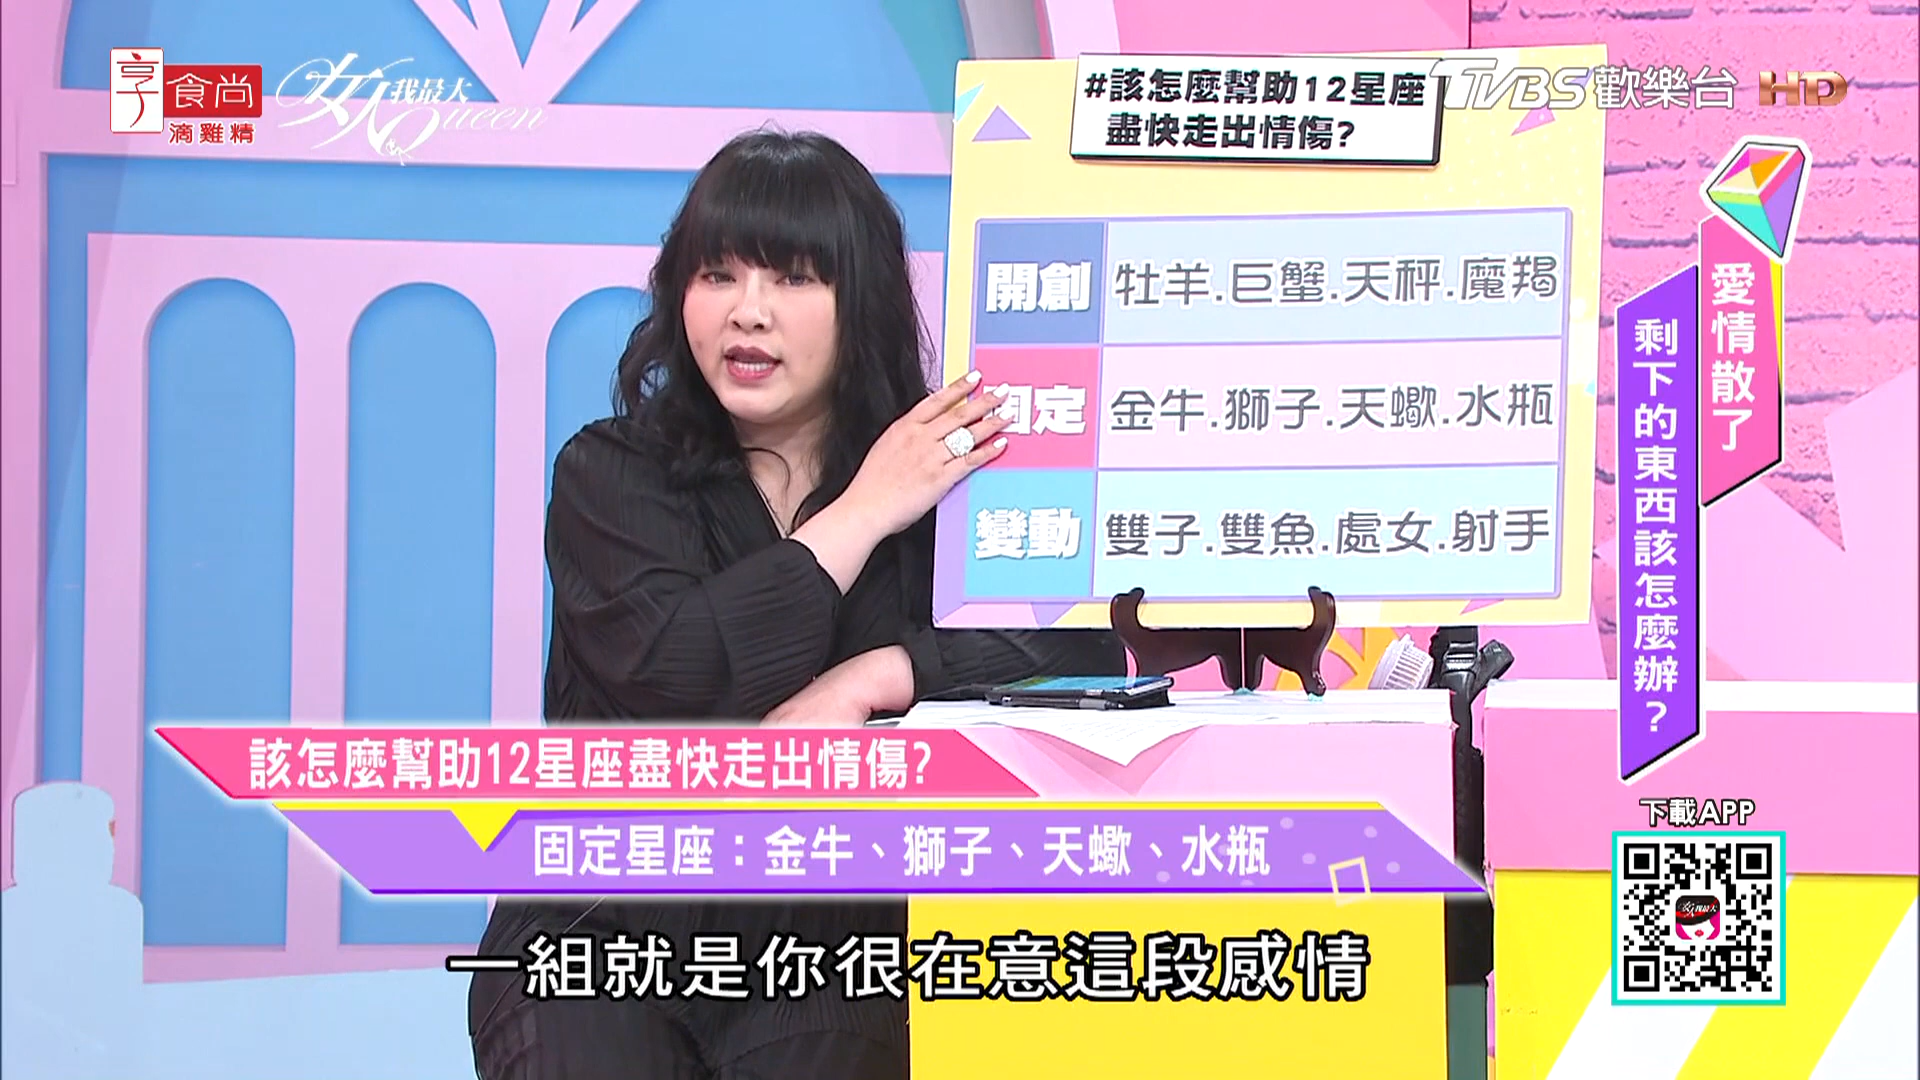 亨
食尚
滴雞精
女人我最大
Queen
#該怎麼幫助12星座
盡快走出情傷?
TVBS歡樂台 HD
開創 牡羊.巨蟹.天秤.魔羯
固定 金牛.獅子.天蠍.水瓶
變動 雙子.雙魚.處女.射手
愛情散了
剩下的東西該怎麼辦?
該怎麼幫助12星座盡快走出情傷?
固定星座:金牛、獅子、天蠍、水瓶
一組就是你很在意這段感情
下載APP
女人我最大